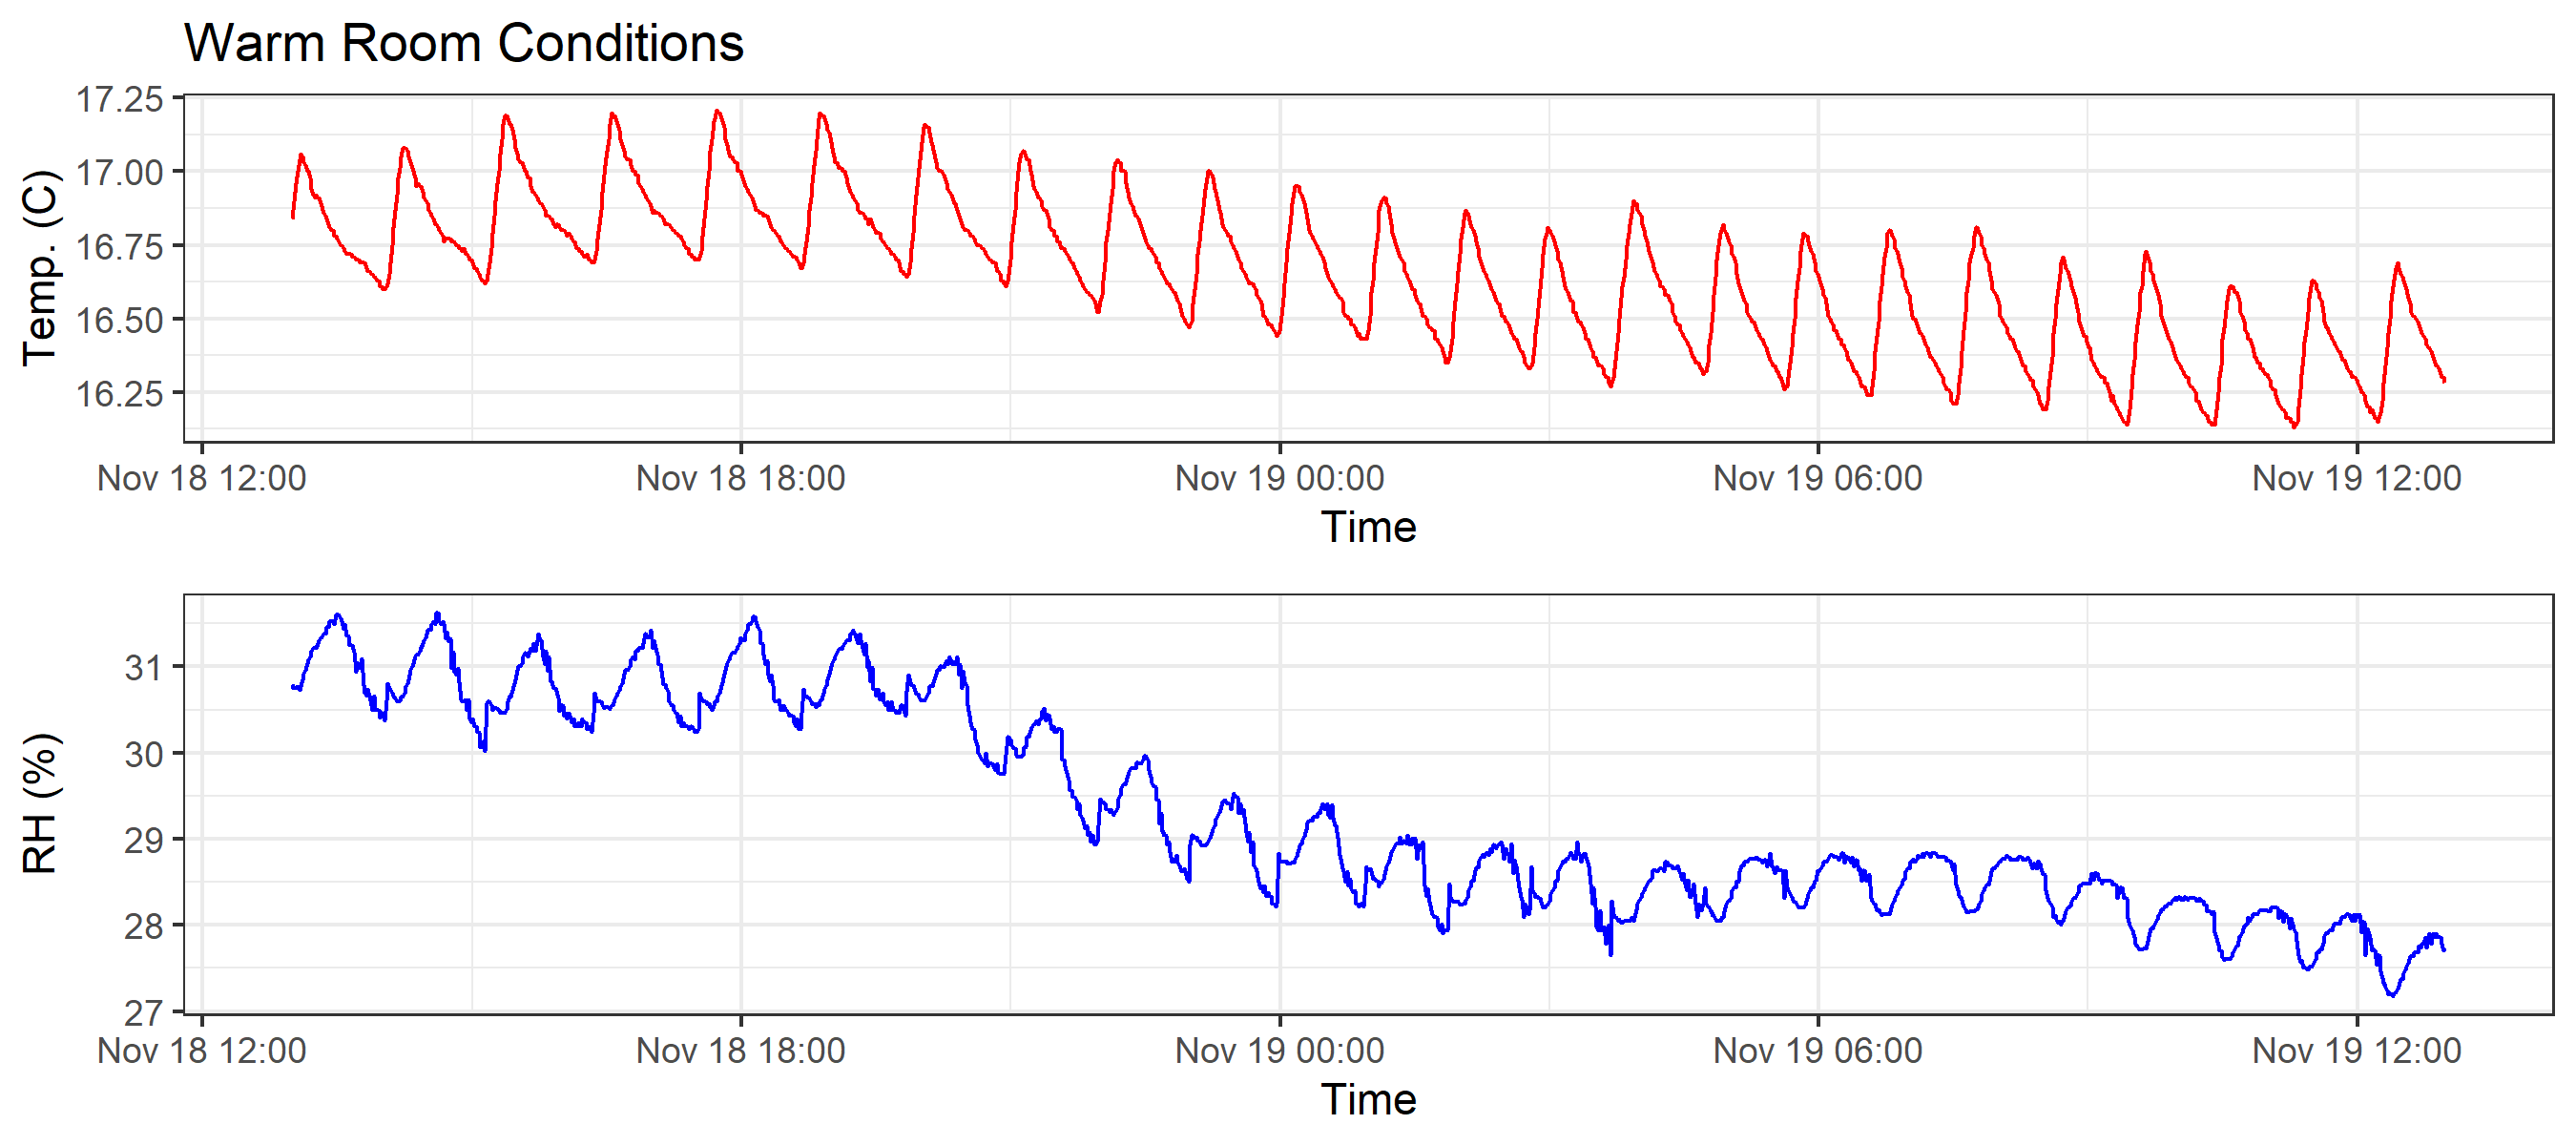 Warm Room Conditions
Temp. (C)
17.25
17.00
16.75
16.50
16.25
Nov 18 12:00 Nov 18 18:00 Nov 19 00:00 Nov 19 06:00 Nov 19 12:00
Time
RH (%)
31
30
29
28
27
Nov 18 12:00 Nov 18 18:00 Nov 19 00:00 Nov 19 06:00 Nov 19 12:00
Time